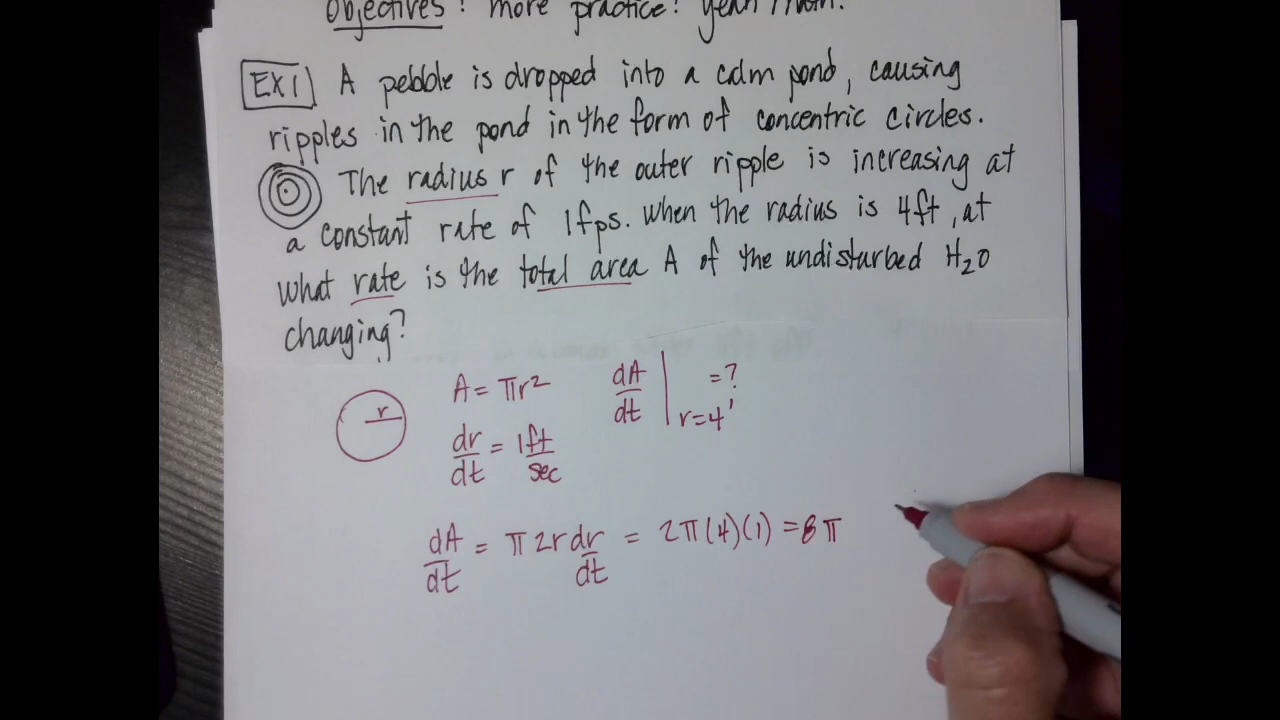 Objectives: more practice! yeah math!
EX1 A pebble is dropped into a calm pond, causing
ripples in the pond in the form of concentric circles.
The radius r of the outer ripple is increasing at
a constant rate of 1fps. When the radius is 4ft, at
what rate is the total area A of the undisturbed H₂O
changing?
r
A = πr² dA/dt | r=4' = ?
dr/dt = 1 ft/sec
dA/dt = π 2r dr/dt = 2π(4)(1) = 8π